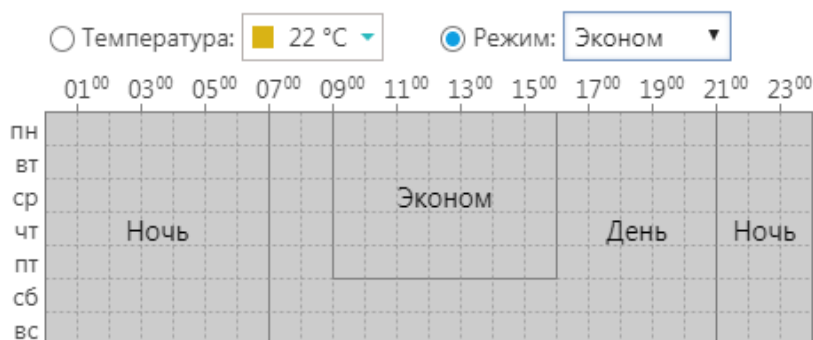 Температура: 22 °C Режим: Эконом
01⁰⁰ 03⁰⁰ 05⁰⁰ 07⁰⁰ 09⁰⁰ 11⁰⁰ 13⁰⁰ 15⁰⁰ 17⁰⁰ 19⁰⁰ 21⁰⁰ 23⁰⁰
пн
вт
ср Эконом
чт Ночь День Ночь
пт
сб
вс